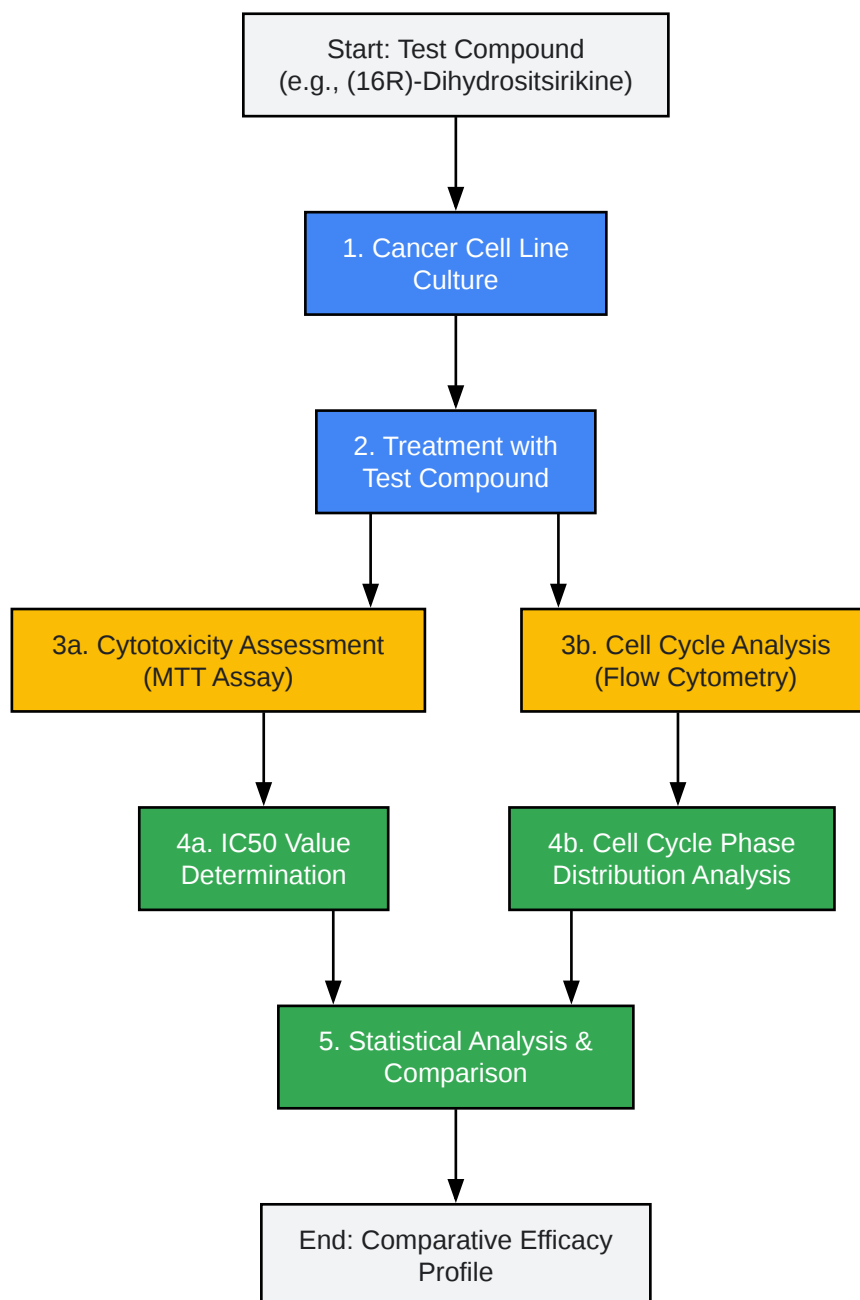 Start: Test Compound
(e.g., (16R)-Dihydrositsirikine)
1. Cancer Cell Line
Culture
2. Treatment with
Test Compound
3a. Cytotoxicity Assessment
(MTT Assay)
3b. Cell Cycle Analysis
(Flow Cytometry)
4a. IC50 Value
Determination
4b. Cell Cycle Phase
Distribution Analysis
5. Statistical Analysis &
Comparison
End: Comparative Efficacy
Profile